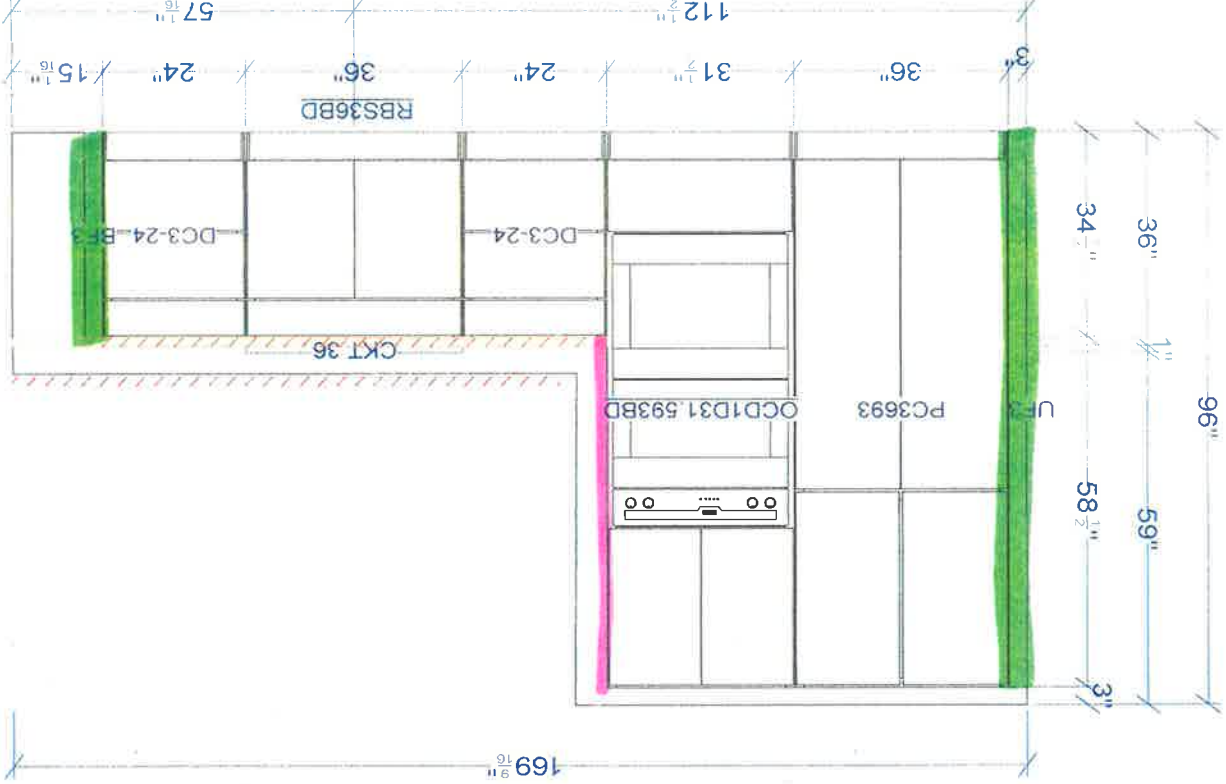 169 9/16"
3"
59"
58 1/2"
96"
UF3
PC3693
OCD1D31.593BD
1"
CKT 36
36"
34 1/2"
DC3-24
DC3-24
BF3
RBS36BD
3"
36"
31 1/2"
24"
36"
24"
15 1/16"
112 1/2"
57 1/16"